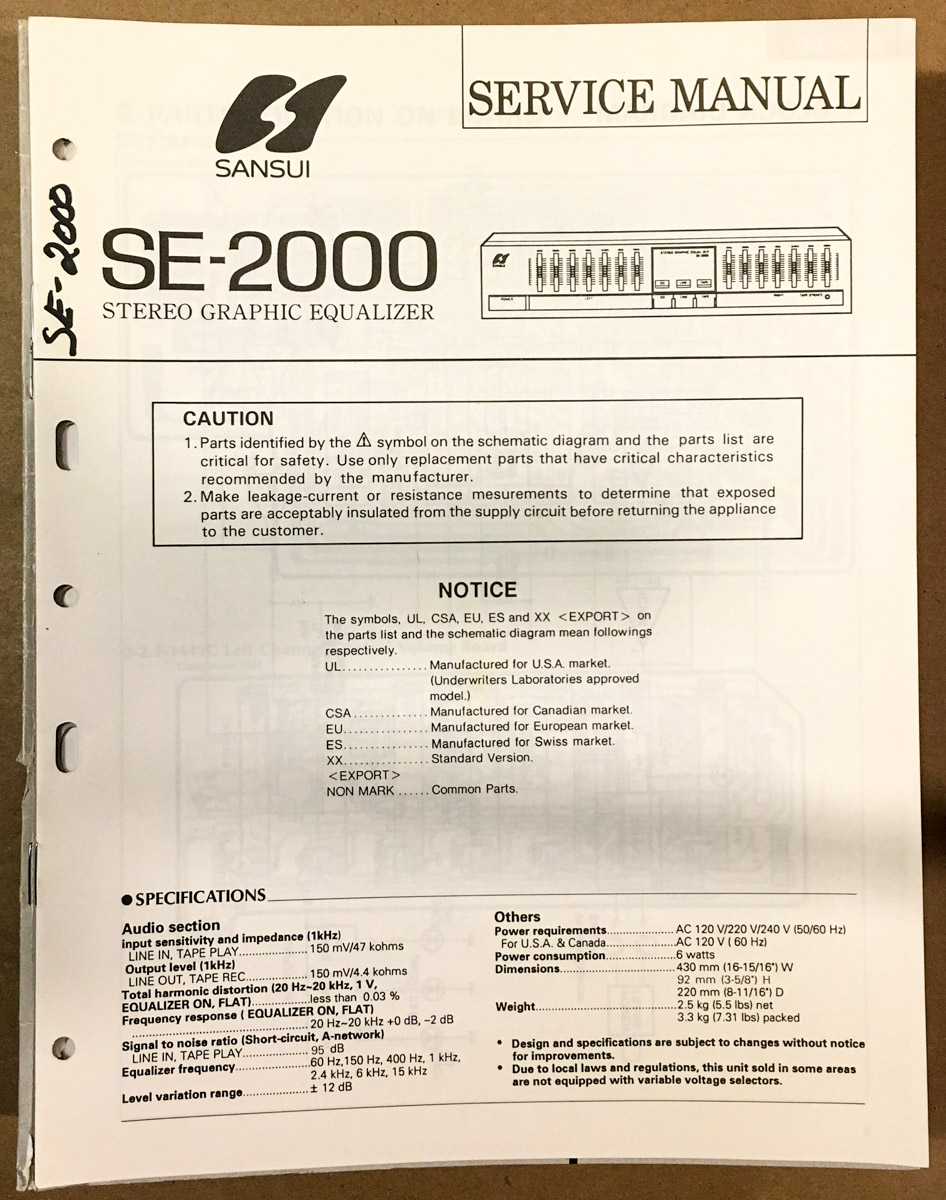 SERVICE MANUAL
SANSUI
SE-2000
SE-2000
STEREO GRAPHIC EQUALIZER
SANSUI
CAUTION
1. Parts identified by the ⚠ symbol on the schematic diagram and the parts list are
critical for safety. Use only replacement parts that have critical characteristics
recommended by the manufacturer.
2. Make leakage-current or resistance mesurements to determine that exposed
parts are acceptably insulated from the supply circuit before returning the appliance
to the customer.
NOTICE
The symbols, UL, CSA, EU, ES and XX <EXPORT> on
the parts list and the schematic diagram mean followings
respectively.
UL............... Manufactured for U.S.A. market.
(Underwriters Laboratories approved
model.)
CSA............. Manufactured for Canadian market.
EU............... Manufactured for European market.
ES............... Manufactured for Swiss market.
XX............... Standard Version.
<EXPORT>
NON MARK ...... Common Parts.
● SPECIFICATIONS
Audio section
input sensitivity and impedance (1kHz)
LINE IN, TAPE PLAY.................... 150 mV/47 kohms
Output level (1kHz)
LINE OUT, TAPE REC................... 150 mV/4.4 kohms
Total harmonic distortion (20 Hz~20 kHz, 1 V,
EQUALIZER ON, FLAT).................less than 0.03 %
Frequency response ( EQUALIZER ON, FLAT)
.................................................... 20 Hz~20 kHz +0 dB, −2 dB
Signal to noise ratio (Short-circuit, A-network)
LINE IN, TAPE PLAY.................... 95 dB
Equalizer frequency......................60 Hz,150 Hz, 400 Hz, 1 kHz,
2.4 kHz, 6 kHz, 15 kHz
Level variation range.................... ± 12 dB
Others
Power requirements.................... AC 120 V/220 V/240 V (50/60 Hz)
For U.S.A. & Canada....................AC 120 V ( 60 Hz)
Power consumption....................6 watts
Dimensions..................................430 mm (16-15/16") W
92 mm (3-5/8") H
220 mm (8-11/16") D
Weight.........................................2.5 kg (5.5 lbs) net
3.3 kg (7.31 lbs) packed
* Design and specifications are subject to changes without notice
for improvements.
* Due to local laws and regulations, this unit sold in some areas
are not equipped with variable voltage selectors.